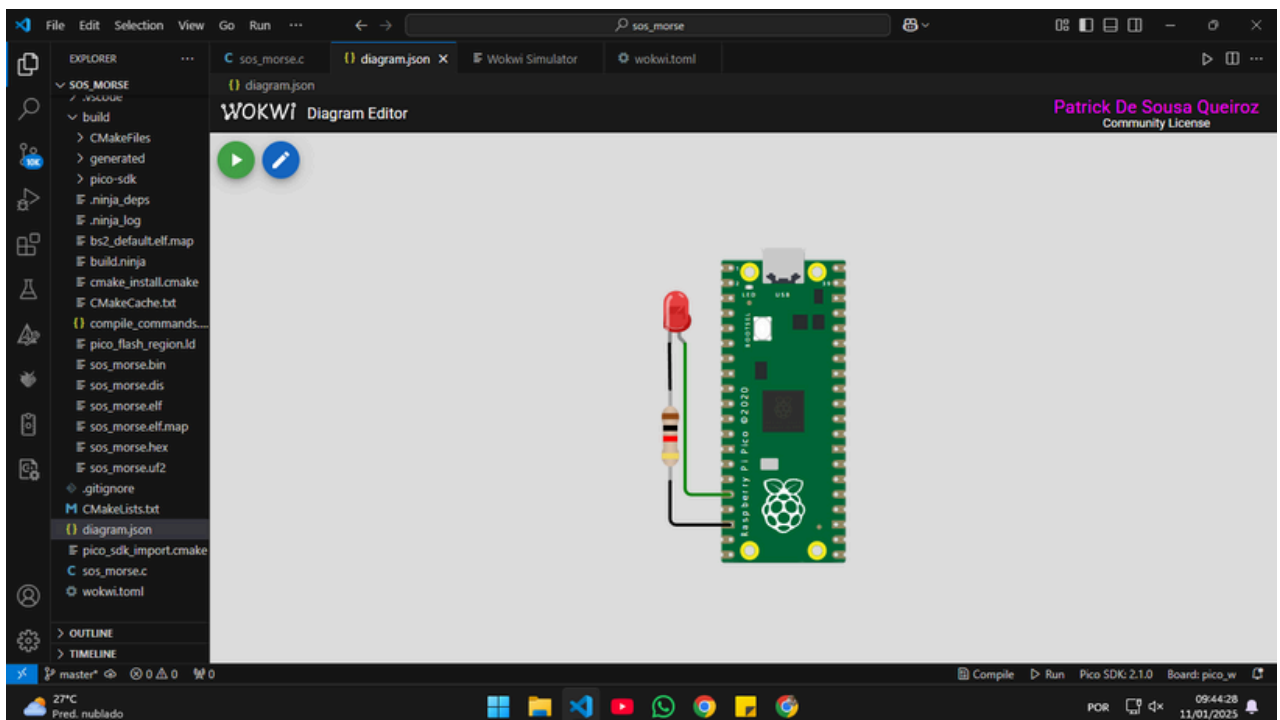 File Edit Selection View Go Run ··· sos_morse
EXPLORER ···
sos_morse.c
diagram.json
Wokwi Simulator
wokwi.toml
SOS_MORSE
.vscode
build
CMakeFiles
generated
pico-sdk
.ninja_deps
.ninja_log
bs2_default.elf.map
build.ninja
cmake_install.cmake
CMakeCache.txt
compile_commands....
pico_flash_region.ld
sos_morse.bin
sos_morse.dis
sos_morse.elf
sos_morse.elf.map
sos_morse.hex
sos_morse.uf2
.gitignore
CMakeLists.txt
diagram.json
pico_sdk_import.cmake
sos_morse.c
wokwi.toml
OUTLINE
TIMELINE
diagram.json
WOKWi Diagram Editor
Patrick De Sousa Queiroz
Community License
LED USB
BOOTSEL
Raspberry Pi Pico ©2020
10K
master* 0 0 0 Compile Run Pico SDK: 2.1.0 Board: pico_w
27°C
Pred. nublado
POR
09:44:28
11/01/2025